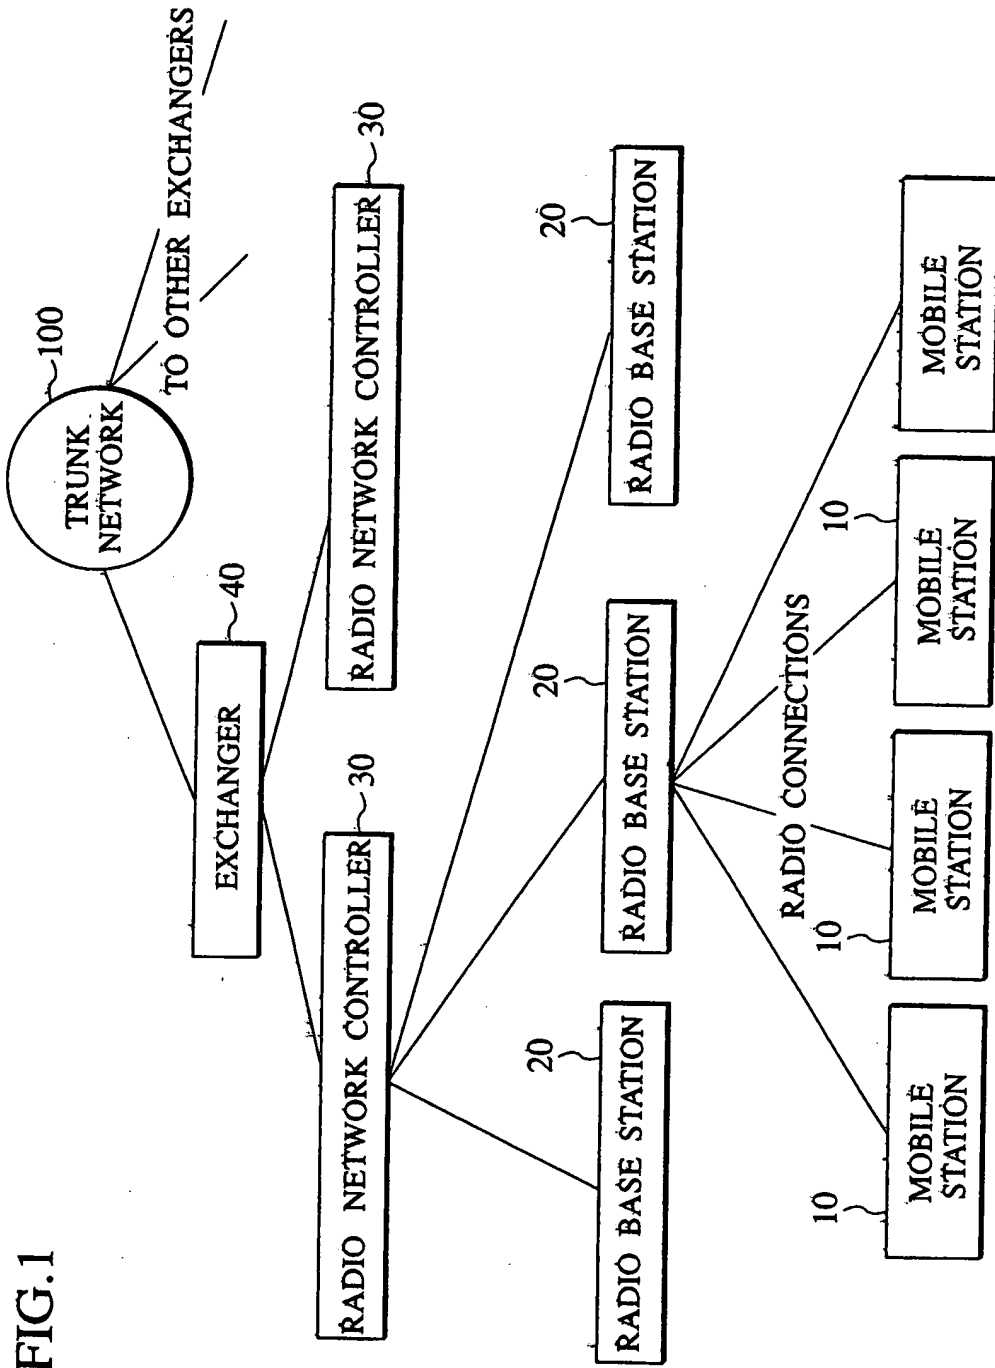 FIG.1
TRUNK
NETWORK
100
TO OTHER EXCHANGERS
EXCHANGER
40
RADIO NETWORK CONTROLLER
30
RADIO NETWORK CONTROLLER
30
RADIO BASE STATION
20
RADIO BASE STATION
20
RADIO BASE STATION
20
RADIO CONNECTIONS
10
MOBILE
STATION
10
MOBILE
STATION
10
MOBILE
STATION
MOBILE
STATION